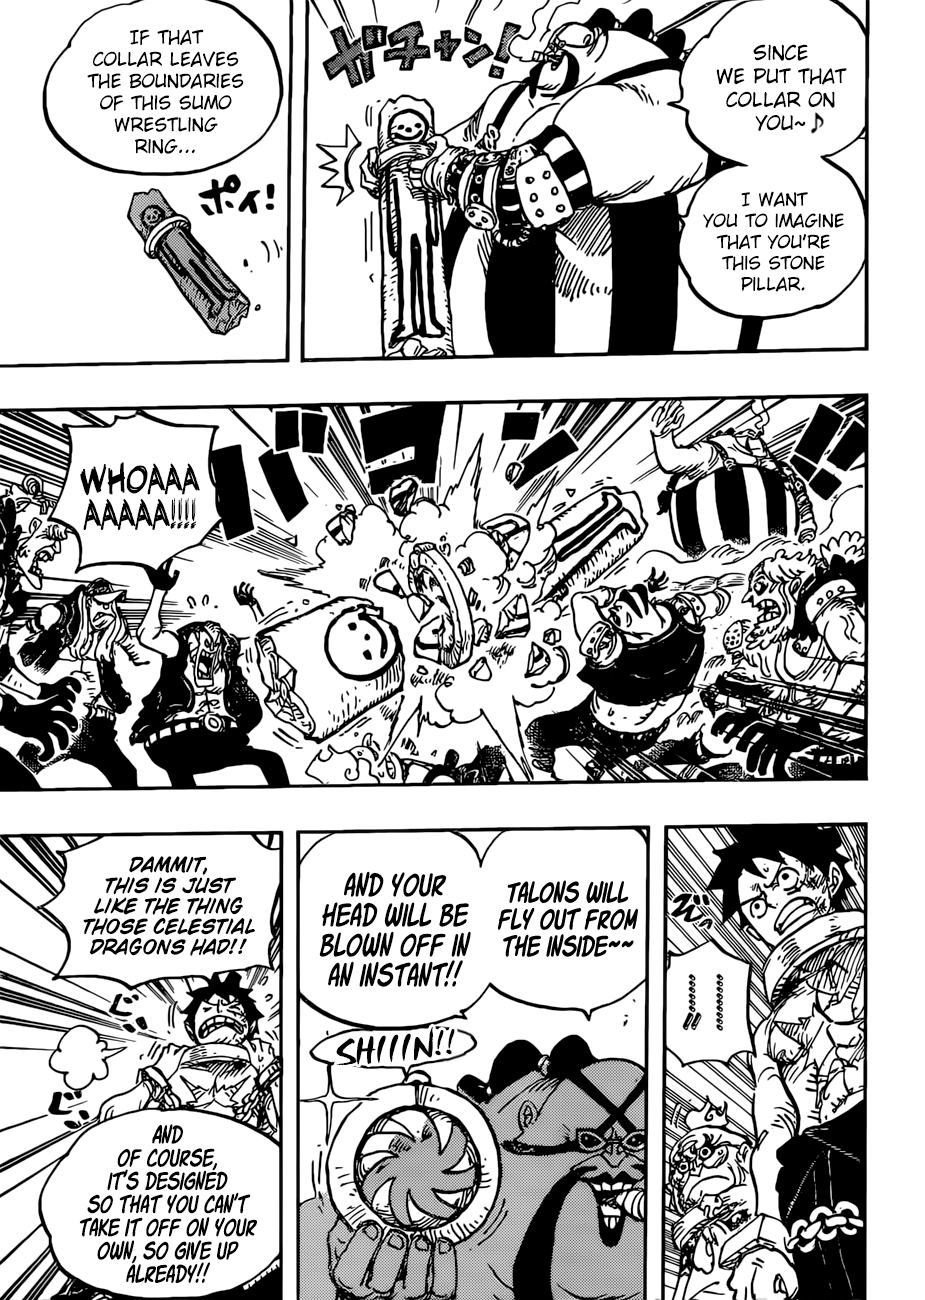 SINCE
WE PUT THAT
COLLAR ON
YOU~♪
I WANT
YOU TO IMAGINE
THAT YOU'RE
THIS STONE
PILLAR.
ガチャン!
IF THAT
COLLAR LEAVES
THE BOUNDARIES
OF THIS SUMO
WRESTLING
RING...
ポイ!
WHOAAA
AAAAA!!!!
TALONS WILL
FLY OUT FROM
THE INSIDE~~
AND YOUR
HEAD WILL BE
BLOWN OFF IN
AN INSTANT!!
SHIIIN!!
DAMMIT,
THIS IS JUST
LIKE THE THING
THOSE CELESTIAL
DRAGONS HAD!!
AND
OF COURSE,
IT'S DESIGNED
SO THAT YOU CAN'T
TAKE IT OFF ON YOUR
OWN, SO GIVE UP
ALREADY!!